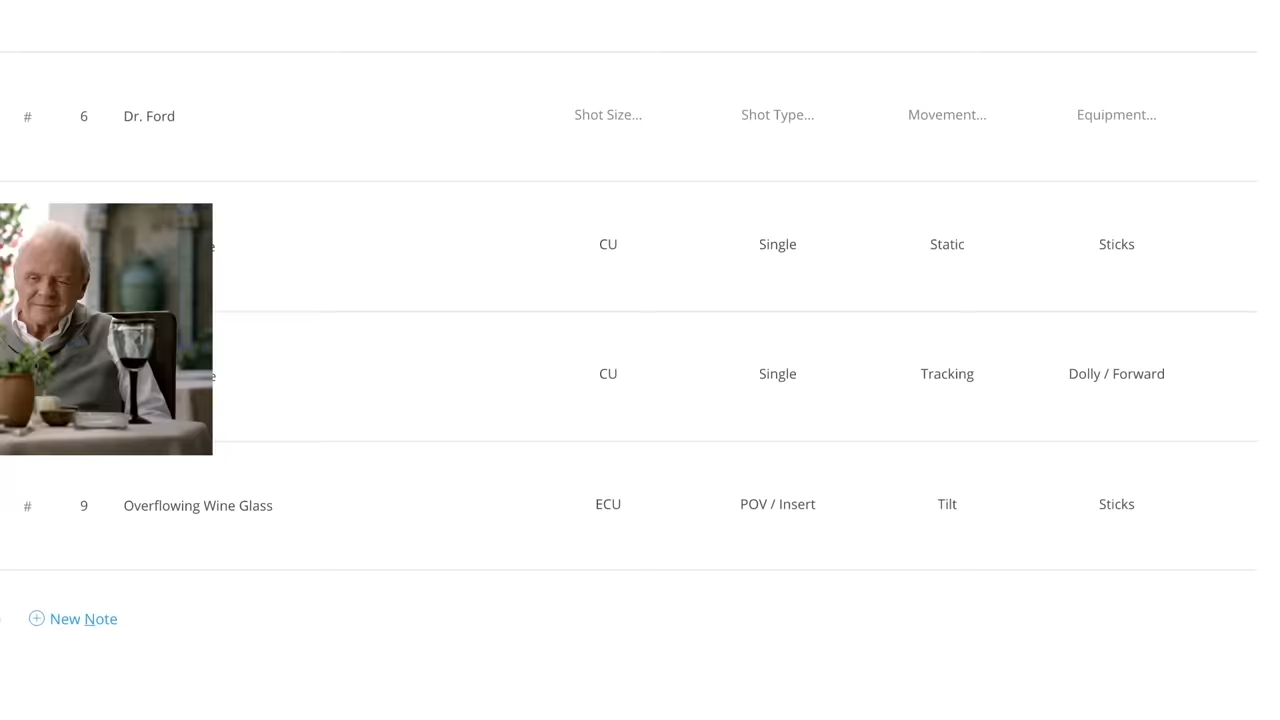 # 6 Dr. Ford Shot Size... Shot Type... Movement... Equipment...
CU Single Static Sticks
CU Single Tracking Dolly / Forward
# 9 Overflowing Wine Glass ECU POV / Insert Tilt Sticks
New Note